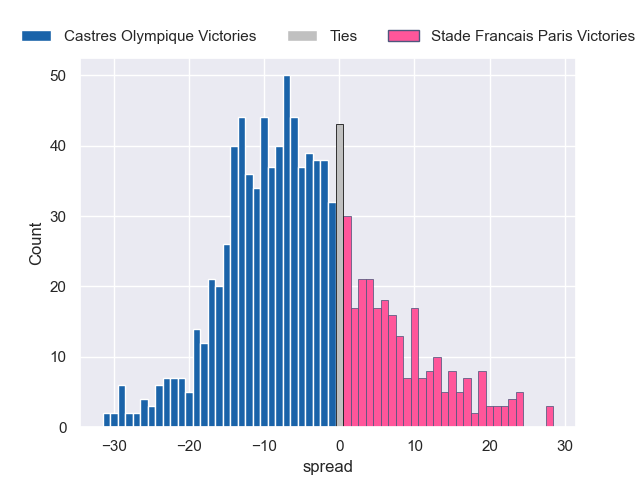 Castres Olympique Victories Ties Stade Francais Paris Victories
50
40
30
20
10
0
Count
−30 −20 −10 0 10 20 30
spread